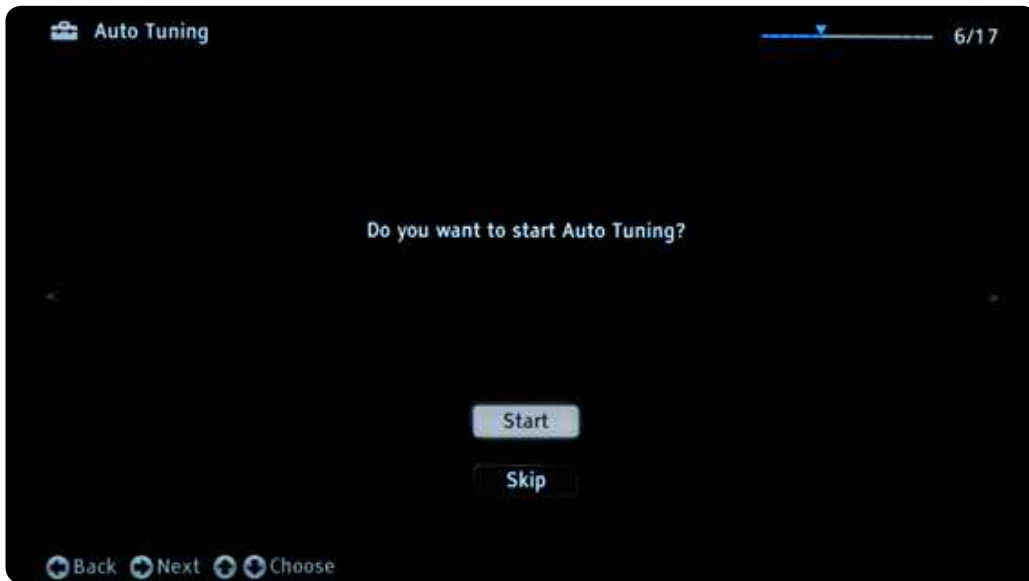 Auto Tuning
6/17
Do you want to start Auto Tuning?
Start
Skip
Back Next Choose